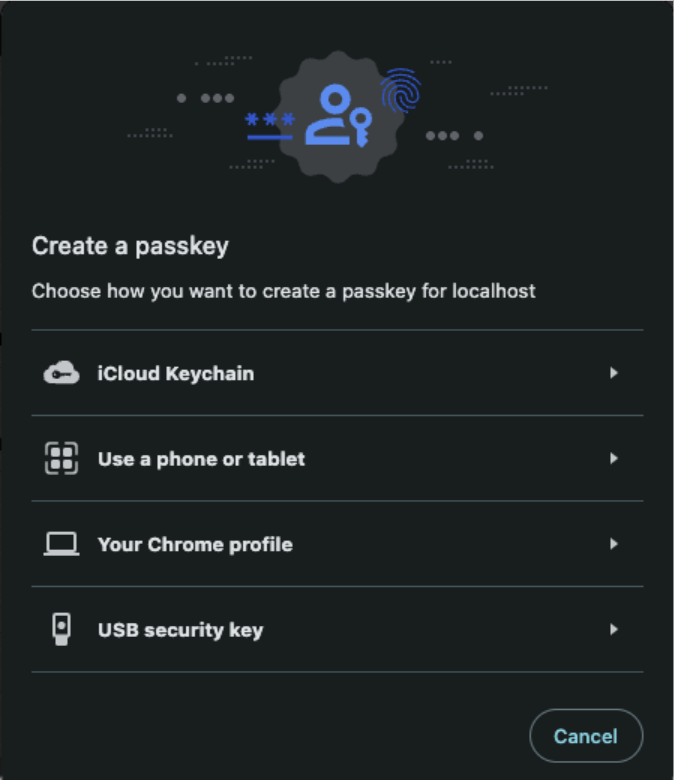 ***
Create a passkey
Choose how you want to create a passkey for localhost
iCloud Keychain
Use a phone or tablet
Your Chrome profile
USB security key
Cancel